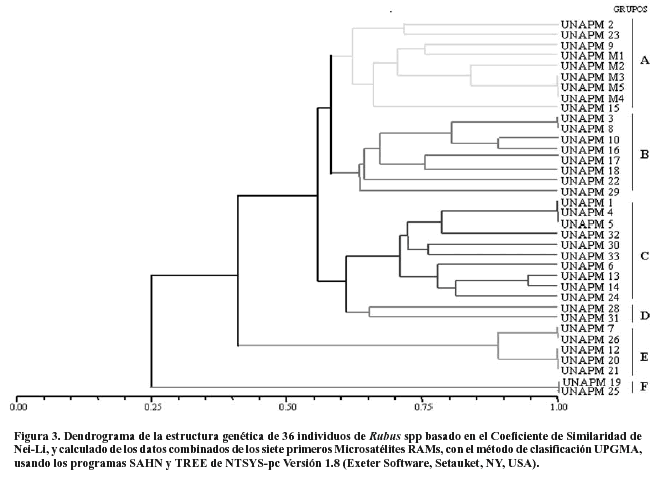 GRUPOS
UNAPM 2
UNAPM 23
UNAPM 9
UNAPM M1
UNAPM M2
UNAPM M3
UNAPM M5
UNAPM M4
UNAPM 15
A
UNAPM 3
UNAPM 8
UNAPM 10
UNAPM 16
UNAPM 17
UNAPM 18
UNAPM 22
UNAPM 29
B
UNAPM 1
UNAPM 4
UNAPM 5
UNAPM 32
UNAPM 30
UNAPM 33
UNAPM 6
UNAPM 13
UNAPM 14
UNAPM 24
C
UNAPM 28
UNAPM 31
D
UNAPM 7
UNAPM 26
UNAPM 12
UNAPM 20
UNAPM 21
E
UNAPM 19
UNAPM 25
F
0.00 0.25 0.50 0.75 1.00
Figura 3. Dendrograma de la estructura genética de 36 individuos de Rubus spp basado en el Coeficiente de Similaridad de
Nei-Li, y calculado de los datos combinados de los siete primeros Microsatélites RAMs, con el método de clasificación UPGMA,
usando los programas SAHN y TREE de NTSYS-pc Versión 1.8 (Exeter Software, Setauket, NY, USA).